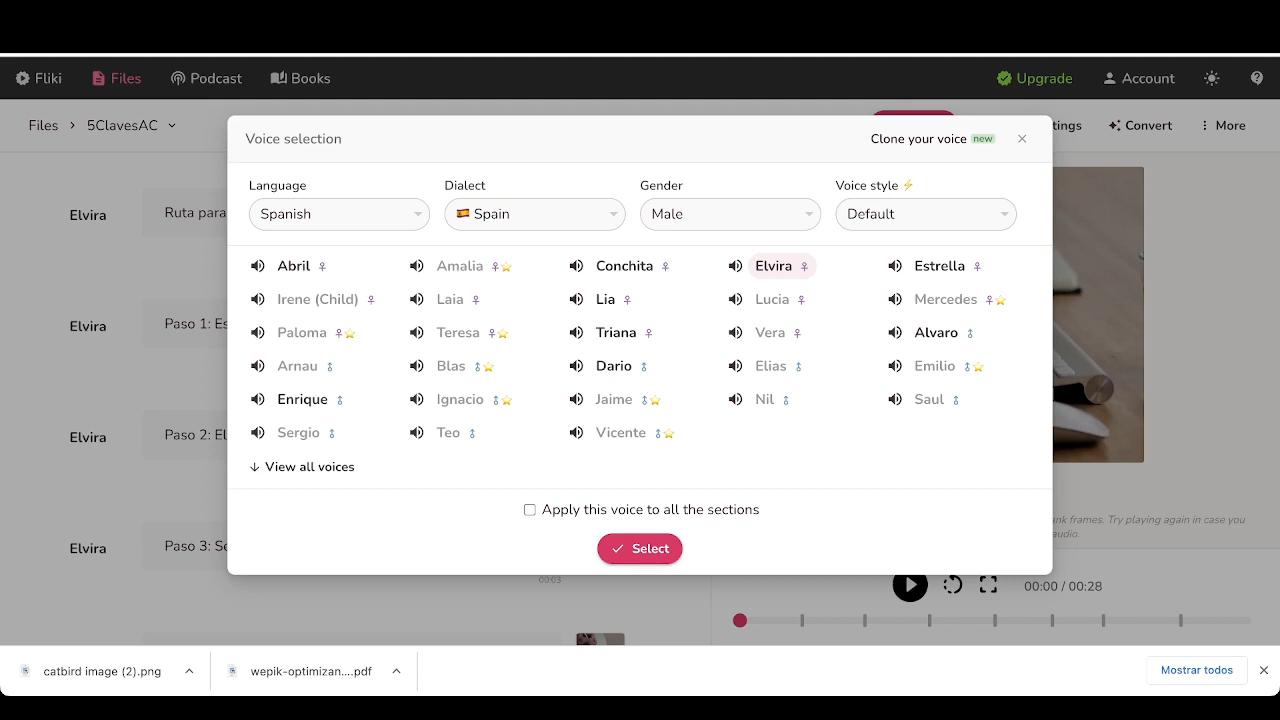 Fliki Files Podcast Books Upgrade Account
Files > 5ClavesAC tings Convert More
Voice selection Clone your voice new
Language Dialect Gender Voice style
Spanish Spain Male Default
Abril Amalia Conchita Elvira Estrella
Irene (Child) Laia Lia Lucia Mercedes
Paloma Teresa Triana Vera Alvaro
Arnau Blas Dario Elias Emilio
Enrique Ignacio Jaime Nil Saul
Sergio Teo Vicente
View all voices
Apply this voice to all the sections
Select
Elvira Ruta para
Elvira Paso 1: Es
Elvira Paso 2: El
Elvira Paso 3: Se
00:03
ank frames. Try playing again in case you
audio.
00:00 / 00:28
catbird image (2).png wepik-optimizan....pdf Mostrar todos